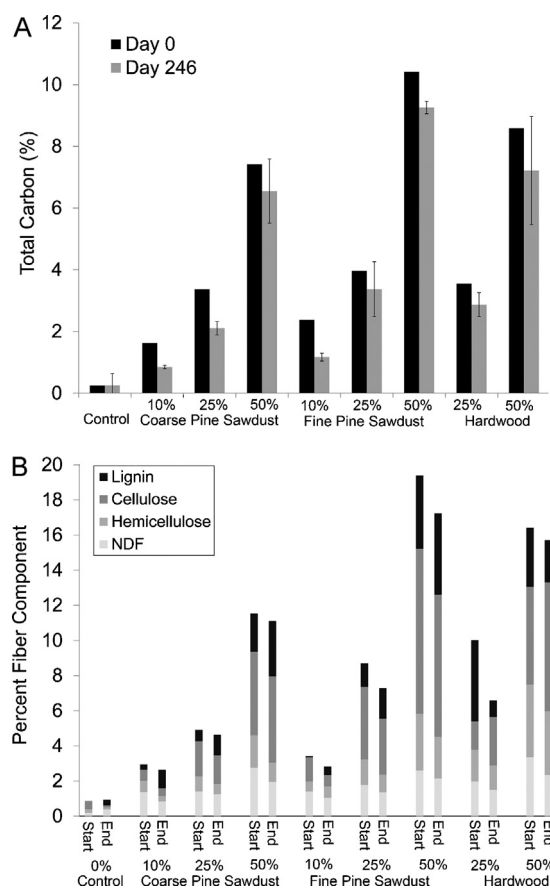 A
Day 0
Day 246
Total Carbon (%)
12
10
8
6
4
2
0
Control 10% 25% 50% 10% 25% 50% 25% 50%
Coarse Pine Sawdust Fine Pine Sawdust Hardwood
B
Lignin
Cellulose
Hemicellulose
NDF
Percent Fiber Component
20
18
16
14
12
10
8
6
4
2
0
Start End Start End Start End Start End Start End Start End Start End Start End Start End
0% 10% 25% 50% 10% 25% 50% 25% 50%
Control Coarse Pine Sawdust Fine Pine Sawdust Hardwood